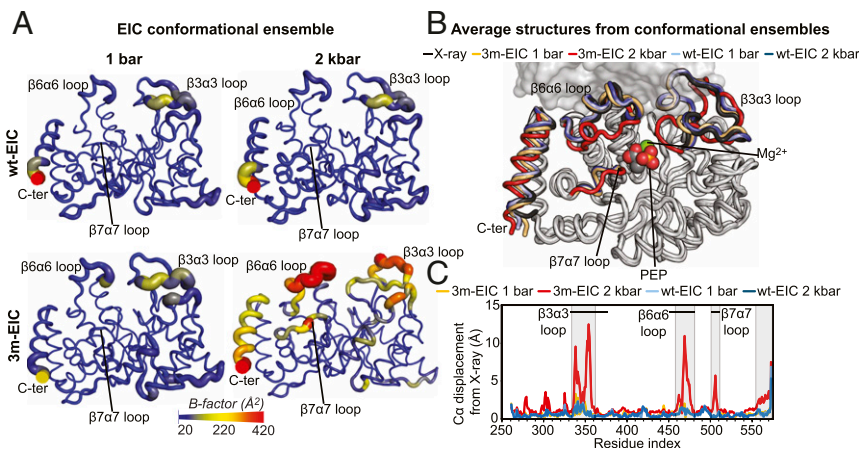 A
EIC conformational ensemble
1 bar
2 kbar
wt-EIC
β6α6 loop
β3α3 loop
C-ter
β7α7 loop
β6α6 loop
β3α3 loop
C-ter
3m-EIC
β6α6 loop
β3α3 loop
C-ter
β7α7 loop
β6α6 loop
β3α3 loop
C-ter
β7α7 loop
B-factor (Å²)
20 220 420
B Average structures from conformational ensembles
X-ray 3m-EIC 1 bar 3m-EIC 2 kbar wt-EIC 1 bar wt-EIC 2 kbar
β6α6 loop
β3α3 loop
Mg²⁺
C-ter
β7α7 loop
PEP
C
3m-EIC 1 bar 3m-EIC 2 kbar wt-EIC 1 bar wt-EIC 2 kbar
Cα displacement
from X-ray (Å)
15
10
5
0
β3α3
loop
β6α6
loop
β7α7
loop
250 300 350 400 450 500 550
Residue index